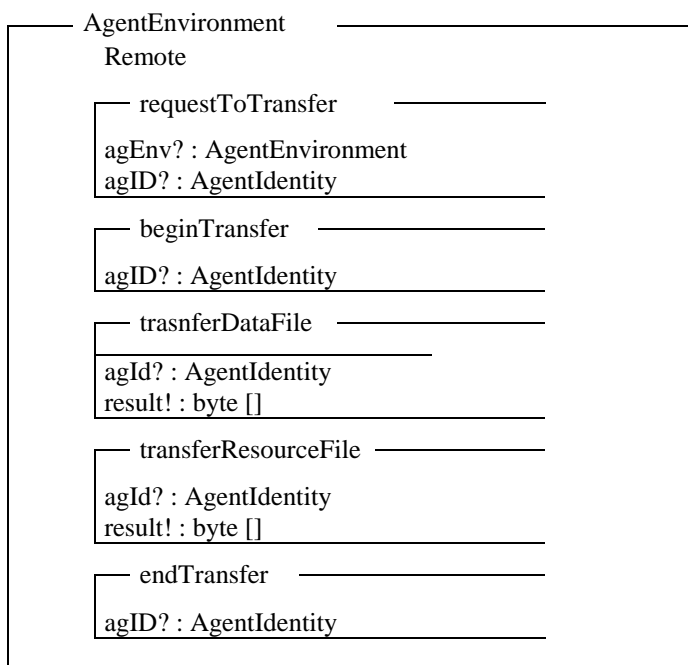 AgentEnvironment
Remote
requestToTransfer
agEnv? : AgentEnvironment
agID? : AgentIdentity
beginTransfer
agID? : AgentIdentity
trasnferDataFile
agId? : AgentIdentity
result! : byte []
transferResourceFile
agId? : AgentIdentity
result! : byte []
endTransfer
agID? : AgentIdentity